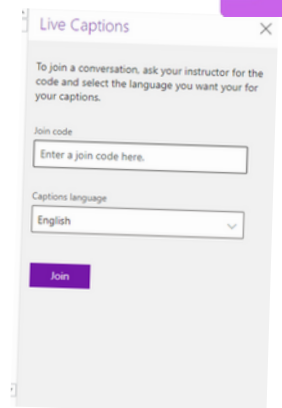 Live Captions
To join a conversation, ask your instructor for the
code and select the language you want your for
your captions.
Join code
Enter a join code here.
Captions language
English
Join